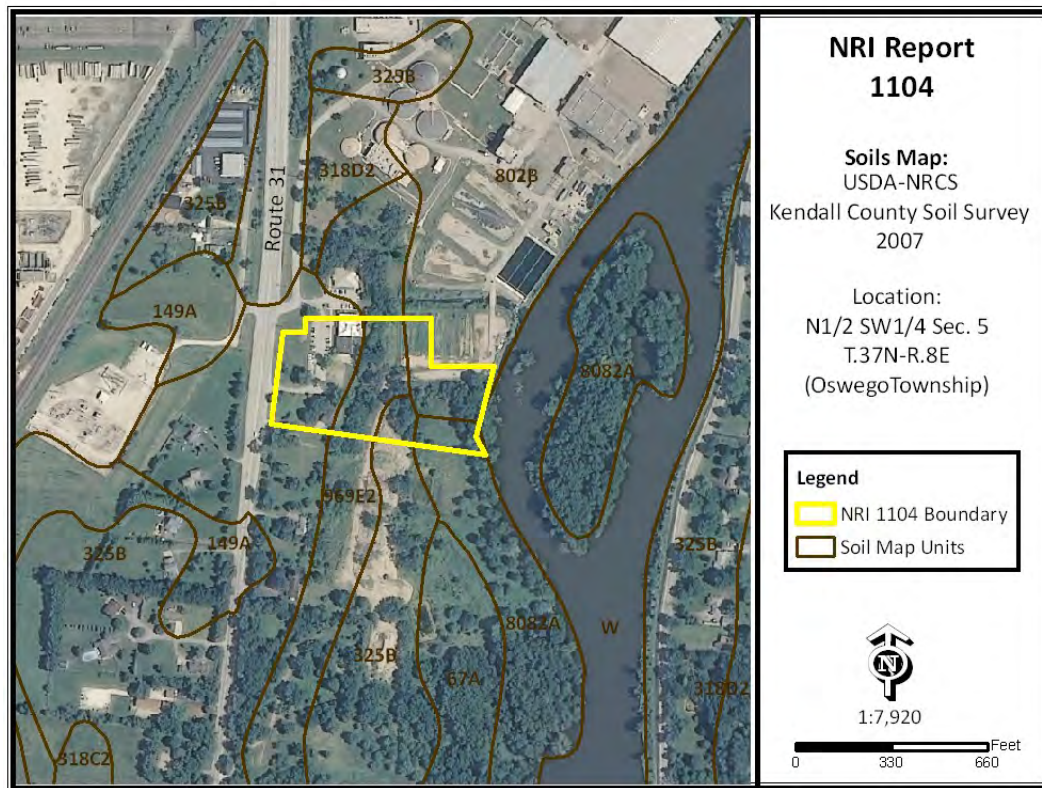 329B
318D2
802B
325B
Route 31
149A
8082A
969E2
325B
149A
325B
8082A
W
325B
67A
318D2
318C2
NRI Report
1104
Soils Map:
USDA-NRCS
Kendall County Soil Survey
2007
Location:
N1/2 SW1/4 Sec. 5
T.37N-R.8E
(OswegoTownship)
Legend
NRI 1104 Boundary
Soil Map Units
N
1:7,920
Feet
0 330 660